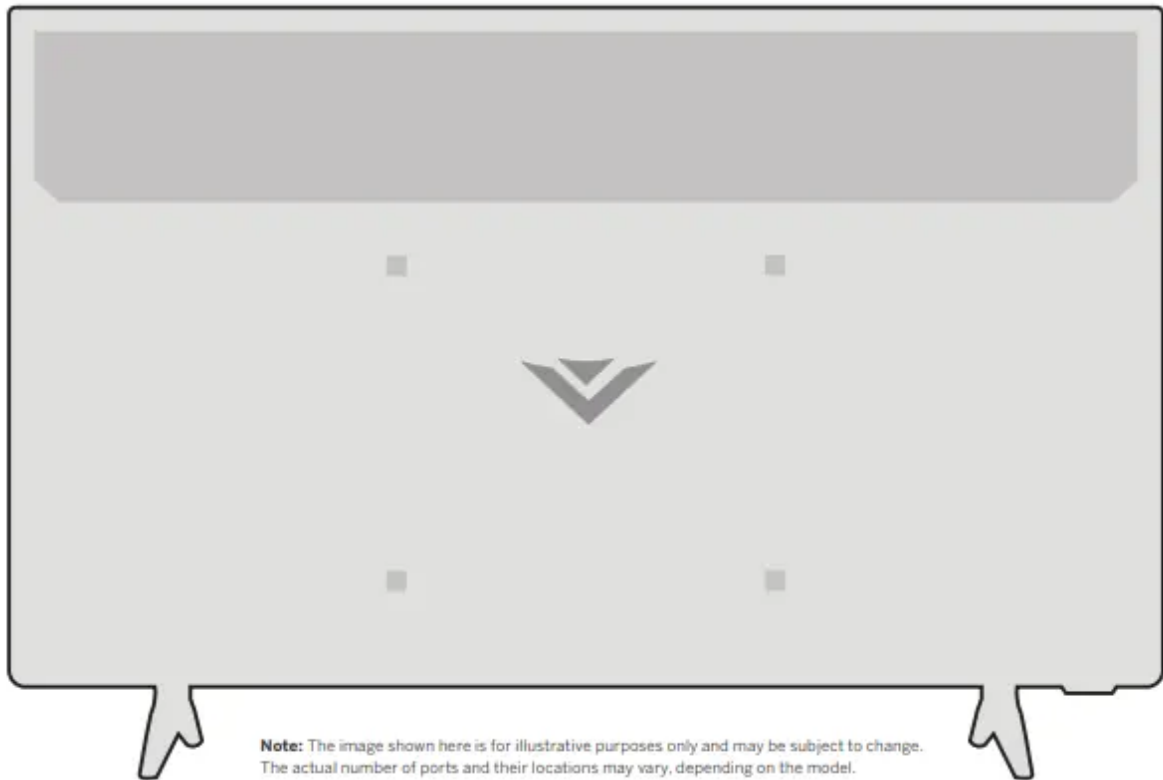 Note: The image shown here is for illustrative purposes only and may be subject to change.
The actual number of ports and their locations may vary, depending on the model.